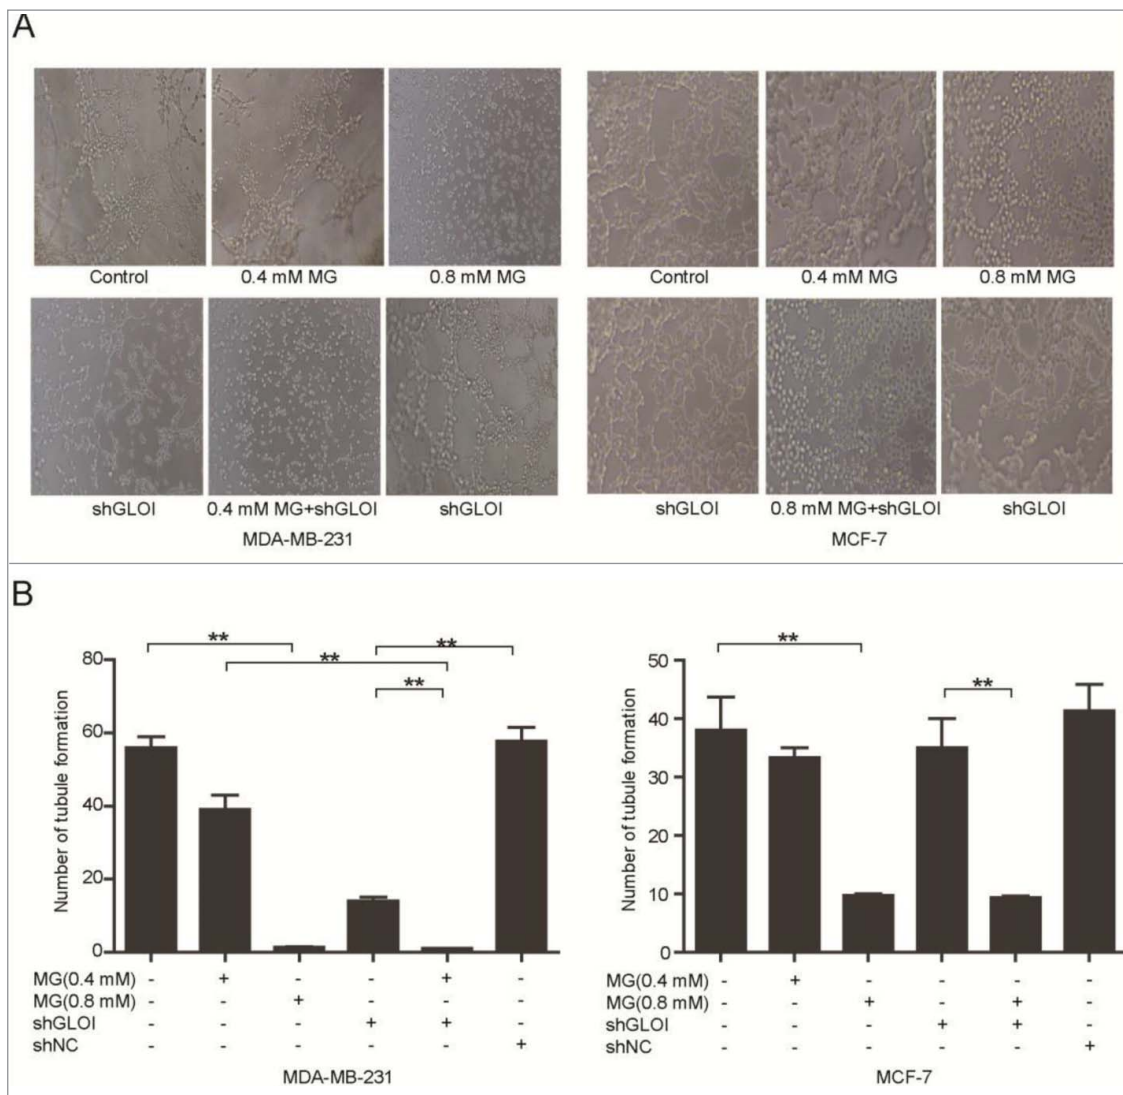 A
Control 0.4 mM MG 0.8 mM MG Control 0.4 mM MG 0.8 mM MG
shGLOI 0.4 mM MG+shGLOI shGLOI shGLOI 0.8 mM MG+shGLOI shGLOI
MDA-MB-231 MCF-7
B
Number of tubule formation
80
60
40
20
0
** ** ** **
MG(0.4 mM) - + - - + -
MG(0.8 mM) - - + - - -
shGLOI - - - + + -
shNC - - - - - +
MDA-MB-231
Number of tubule formation
50
40
30
20
10
0
** **
MG(0.4 mM) - + - - - -
MG(0.8 mM) - - + - + -
shGLOI - - - + + -
shNC - - - - - +
MCF-7